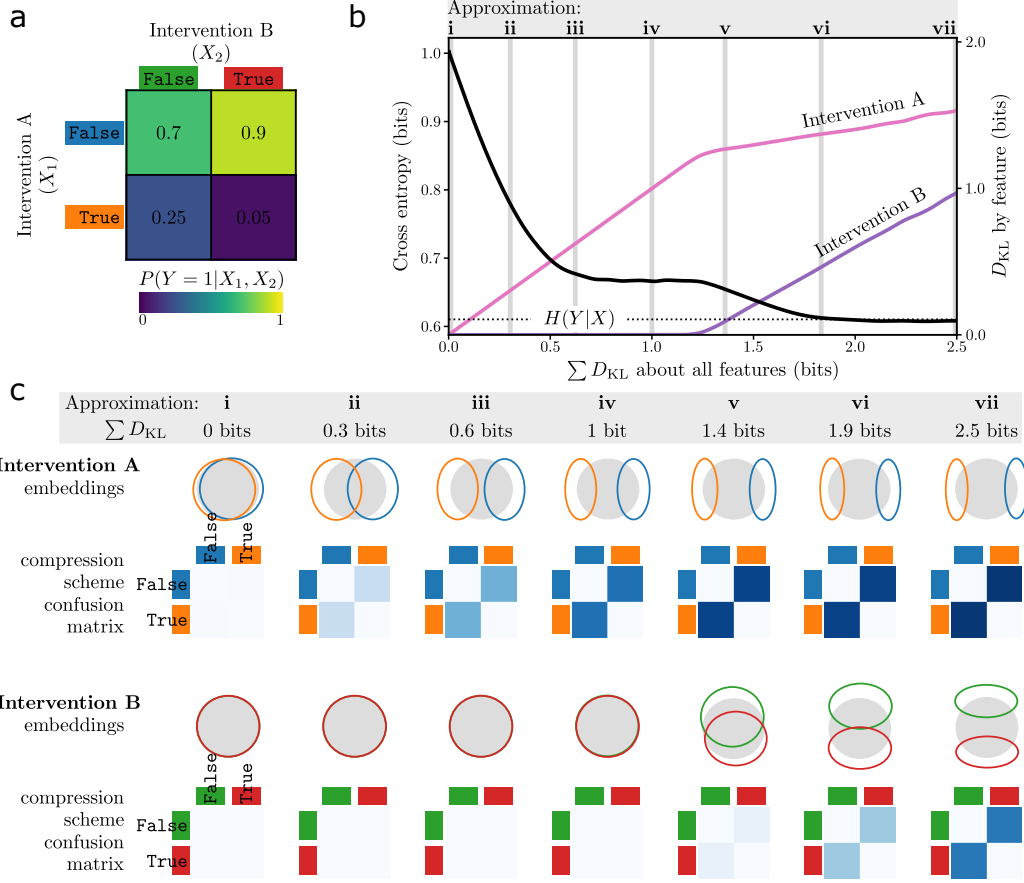 a
Intervention B
(X₂)
False True
Intervention A
(X₁)
False 0.7 0.9
True 0.25 0.05
P(Y = 1|X₁, X₂)
0 1
b
Approximation:
i ii iii iv v vi vii
Cross entropy (bits)
1.0
0.9
0.8
0.7
0.6
2.0
1.0
0.0
D_KL by feature (bits)
Intervention A
Intervention B
H(Y|X)
0.0 0.5 1.0 1.5 2.0 2.5
∑ D_KL about all features (bits)
c
Approximation: i ii iii iv v vi vii
∑ D_KL 0 bits 0.3 bits 0.6 bits 1 bit 1.4 bits 1.9 bits 2.5 bits
Intervention A
embeddings
False True
compression
scheme
confusion
matrix
False
True
Intervention B
embeddings
False True
compression
scheme
confusion
matrix
False
True